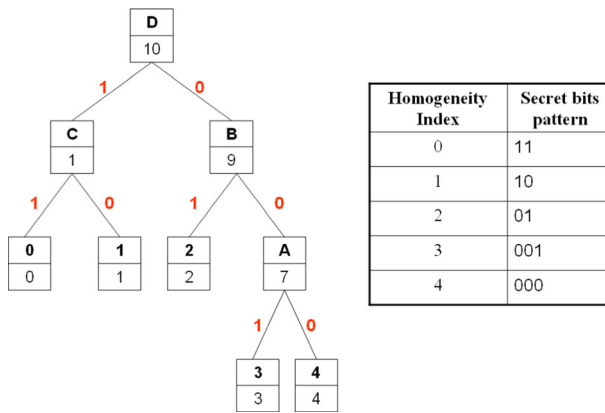 D
10
1 0
C B
1 9
1 0 1 0
0 1 2 A
0 1 2 7
1 0
3 4
3 4
Homogeneity Index Secret bits pattern
0 11
1 10
2 01
3 001
4 000